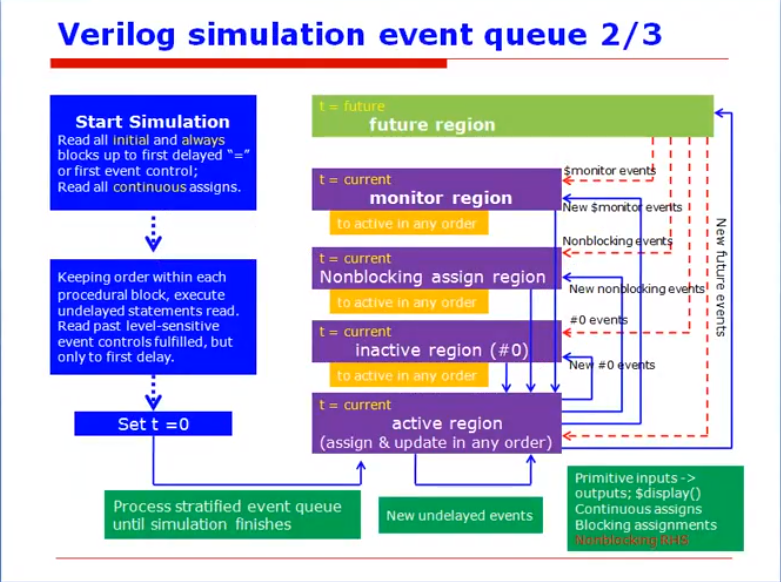 Verilog simulation event queue 2/3
Start Simulation
Read all initial and always
blocks up to first delayed “=”
or first event control;
Read all continuous assigns.
Keeping order within each
procedural block, execute
undelayed statements read.
Read past level-sensitive
event controls fulfilled, but
only to first delay.
Set t =0
Process stratified event queue
until simulation finishes
t = future
future region
$monitor events
t = current
monitor region
New $monitor events
to active in any order
Nonblocking events
t = current
Nonblocking assign region
New nonblocking events
to active in any order
#0 events
t = current
inactive region (#0)
New #0 events
to active in any order
t = current
active region
(assign & update in any order)
New future events
New undelayed events
Primitive inputs ->
outputs; $display()
Continuous assigns
Blocking assignments
Nonblocking RHS